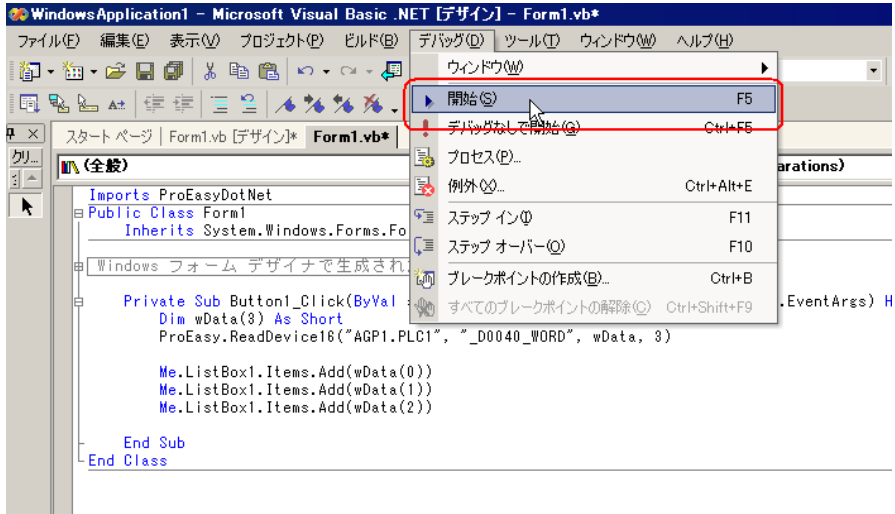 WindowsApplication1 - Microsoft Visual Basic .NET [デザイン] - Form1.vb*
ファイル(F) 編集(E) 表示(V) プロジェクト(P) ビルド(B) デバッグ(D) ツール(T) ウィンドウ(W) ヘルプ(H)
ウィンドウ(W)
開始(S) F5
デバッグなしで開始(G) Ctrl+F5
プロセス(P)...
例外(X)... Ctrl+Alt+E
ステップ イン(I) F11
ステップ オーバー(O) F10
ブレークポイントの作成(B)... Ctrl+B
すべてのブレークポイントの解除(C) Ctrl+Shift+F9
スタート ページ Form1.vb [デザイン]* Form1.vb*
クリ...
(全般) arations)
Imports ProEasyDotNet
Public Class Form1
Inherits System.Windows.Forms.Fo
Windows フォーム デザイナで生成され
Private Sub Button1_Click(ByVal .EventArgs) H
Dim wData(3) As Short
ProEasy.ReadDevice16("AGP1.PLC1", "_D0040_WORD", wData, 3)
Me.ListBox1.Items.Add(wData(0))
Me.ListBox1.Items.Add(wData(1))
Me.ListBox1.Items.Add(wData(2))
End Sub
End Class